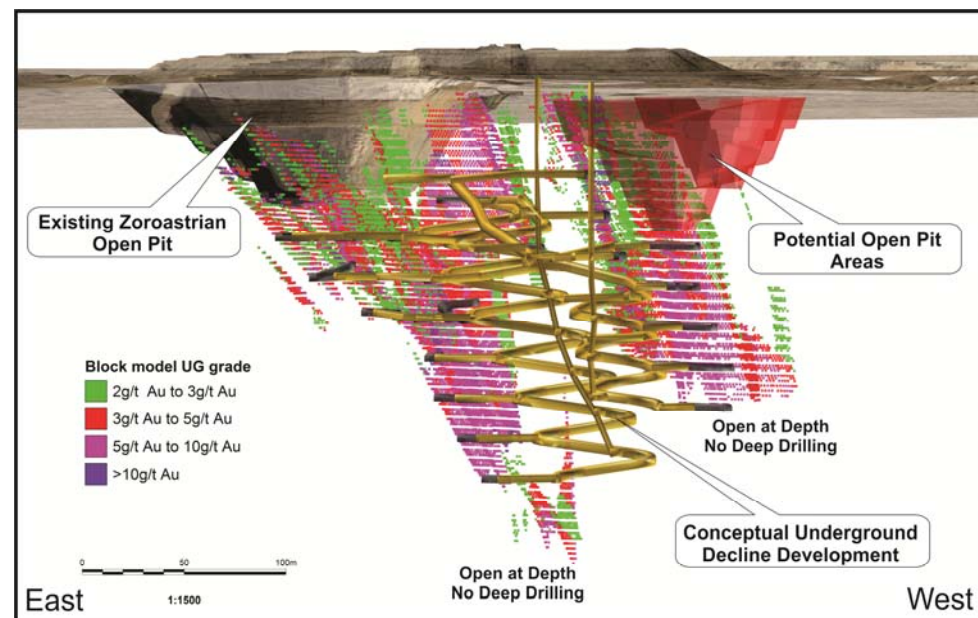 Existing Zoroastrian
Open Pit
Potential Open Pit
Areas
Block model UG grade
2g/t Au to 3g/t Au
3g/t Au to 5g/t Au
5g/t Au to 10g/t Au
>10g/t Au
Open at Depth
No Deep Drilling
Conceptual Underground
Decline Development
Open at Depth
No Deep Drilling
0 50 100m
1:1500
East
West